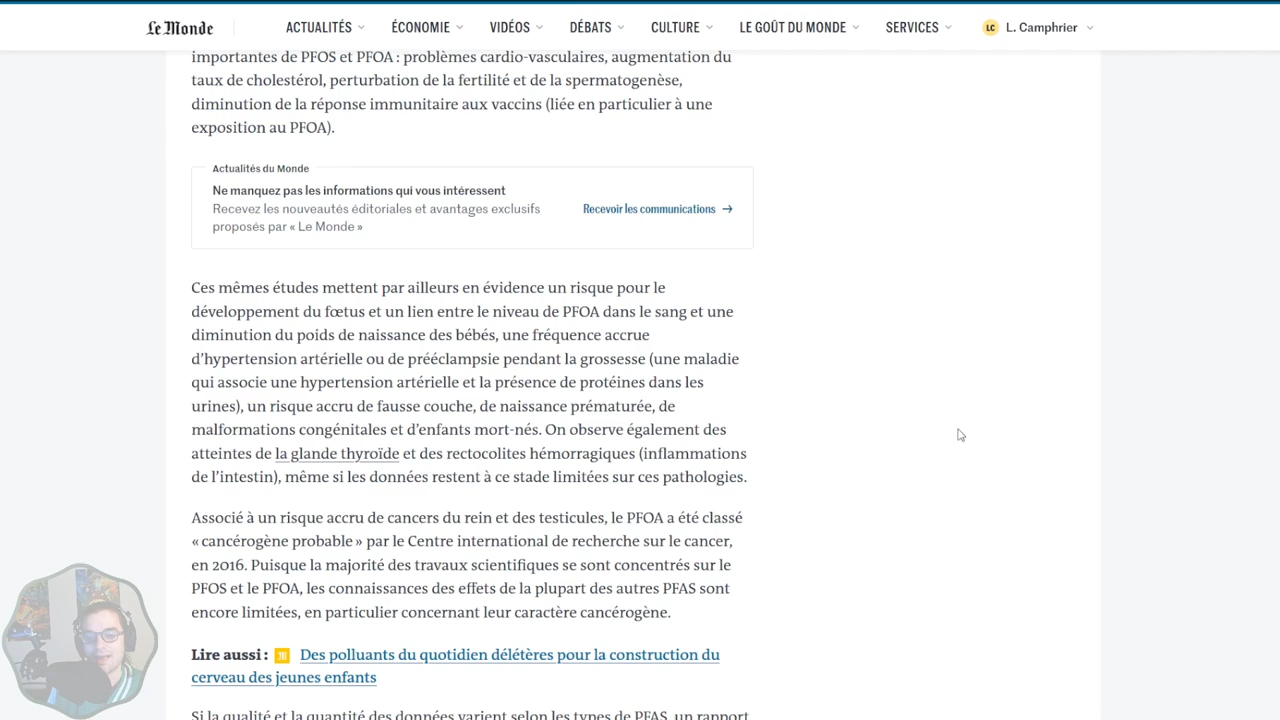 Le Monde
ACTUALITÉS
ÉCONOMIE
VIDÉOS
DÉBATS
CULTURE
LE GOÛT DU MONDE
SERVICES
LC
L. Camphrier
importantes de PFOS et PFOA : problèmes cardio-vasculaires, augmentation du
taux de cholestérol, perturbation de la fertilité et de la spermatogenèse,
diminution de la réponse immunitaire aux vaccins (liée en particulier à une
exposition au PFOA).
Actualités du Monde
Ne manquez pas les informations qui vous intéressent
Recevez les nouveautés éditoriales et avantages exclusifs
proposés par « Le Monde »
Recevoir les communications →
Ces mêmes études mettent par ailleurs en évidence un risque pour le
développement du fœtus et un lien entre le niveau de PFOA dans le sang et une
diminution du poids de naissance des bébés, une fréquence accrue
d’hypertension artérielle ou de prééclampsie pendant la grossesse (une maladie
qui associe une hypertension artérielle et la présence de protéines dans les
urines), un risque accru de fausse couche, de naissance prématurée, de
malformations congénitales et d’enfants mort-nés. On observe également des
atteintes de la glande thyroïde et des rectocolites hémorragiques (inflammations
de l’intestin), même si les données restent à ce stade limitées sur ces pathologies.
Associé à un risque accru de cancers du rein et des testicules, le PFOA a été classé
« cancérogène probable » par le Centre international de recherche sur le cancer,
en 2016. Puisque la majorité des travaux scientifiques se sont concentrés sur le
PFOS et le PFOA, les connaissances des effets de la plupart des autres PFAS sont
encore limitées, en particulier concernant leur caractère cancérogène.
Lire aussi : Des polluants du quotidien délétères pour la construction du
cerveau des jeunes enfants
Si la qualité et la quantité des données varient selon les types de PFAS, un rapport